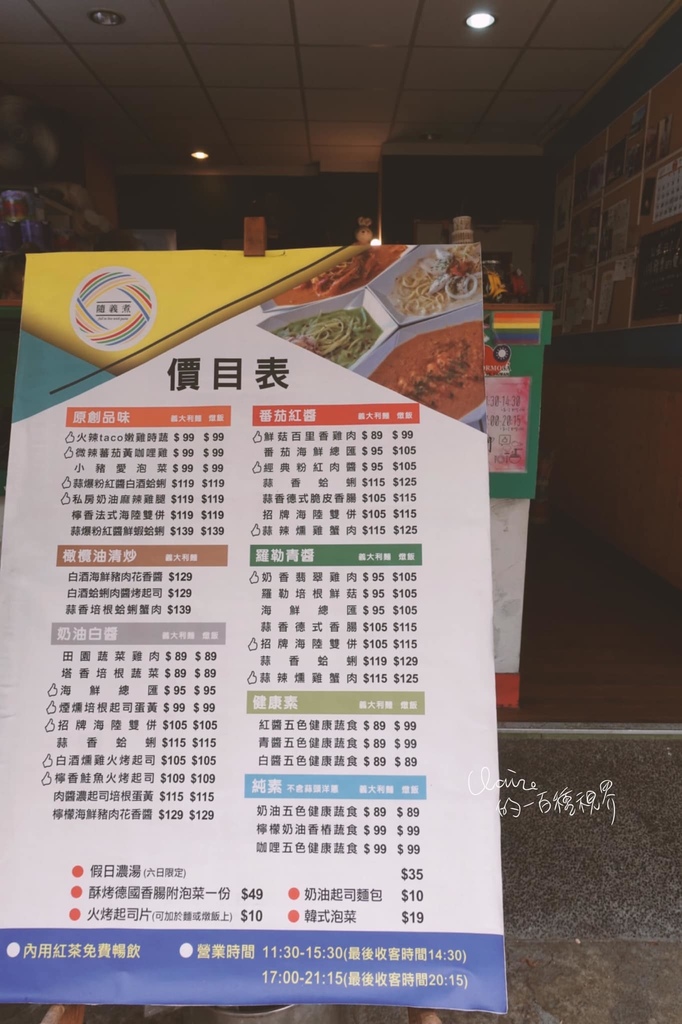 隨義煮
價目表
原創品味 義大利麵 燉飯
火辣taco嫩雞時蔬 $99 $99
微辣蕃茄黃咖哩雞 $99 $99
小豬愛泡菜 $99 $99
蒜爆粉紅醬白酒蛤蜊 $119 $119
私房奶油麻辣雞腿 $119 $119
檸香法式海陸雙併 $119 $119
蒜爆粉紅醬鮮蝦蛤蜊 $139 $139
橄欖油清炒 義大利麵
白酒海鮮豬肉花香醬 $129
白酒蛤蜊肉醬烤起司 $129
蒜香培根蛤蜊蟹肉 $139
奶油白醬 義大利麵 燉飯
田園蔬菜雞肉 $89 $89
塔香培根蔬菜 $89 $89
海鮮總匯 $95 $95
煙燻培根起司蛋黃 $99 $99
招牌海陸雙併 $105 $105
蒜香蛤蜊 $115 $115
白酒燻雞火烤起司 $105 $105
檸香鮭魚火烤起司 $109 $109
肉醬濃起司培根蛋黃 $115 $115
檸檬海鮮豬肉花香醬 $129 $129
番茄紅醬 義大利麵 燉飯
鮮菇百里香雞肉 $89 $99
番茄海鮮總匯 $95 $105
經典粉紅肉醬 $95 $105
蒜香蛤蜊 $115 $125
蒜香德式脆皮香腸 $105 $115
招牌海陸雙併 $105 $115
蒜辣燻雞蟹肉 $115 $125
羅勒青醬 義大利麵 燉飯
奶香翡翠雞肉 $95 $105
羅勒培根鮮菇 $95 $105
海鮮總匯 $95 $105
蒜香德式香腸 $105 $115
招牌海陸雙併 $105 $115
蒜香蛤蜊 $119 $129
蒜辣燻雞蟹肉 $115 $125
健康素 義大利麵 燉飯
紅醬五色健康蔬食 $89 $99
青醬五色健康蔬食 $89 $99
白醬五色健康蔬食 $89 $89
純素 不含蒜頭洋蔥 義大利麵 燉飯
奶油五色健康蔬食 $89 $89
檸檬奶油香椿蔬食 $99 $99
咖哩五色健康蔬食 $99 $99
假日濃湯(六日限定) $35
酥烤德國香腸附泡菜一份 $49
奶油起司麵包 $10
火烤起司片(可加於麵或燉飯上) $10
韓式泡菜 $19
內用紅茶免費暢飲
營業時間 11:30-15:30(最後收客時間14:30)
17:00-21:15(最後收客時間20:15)
Claire
的一百種視界